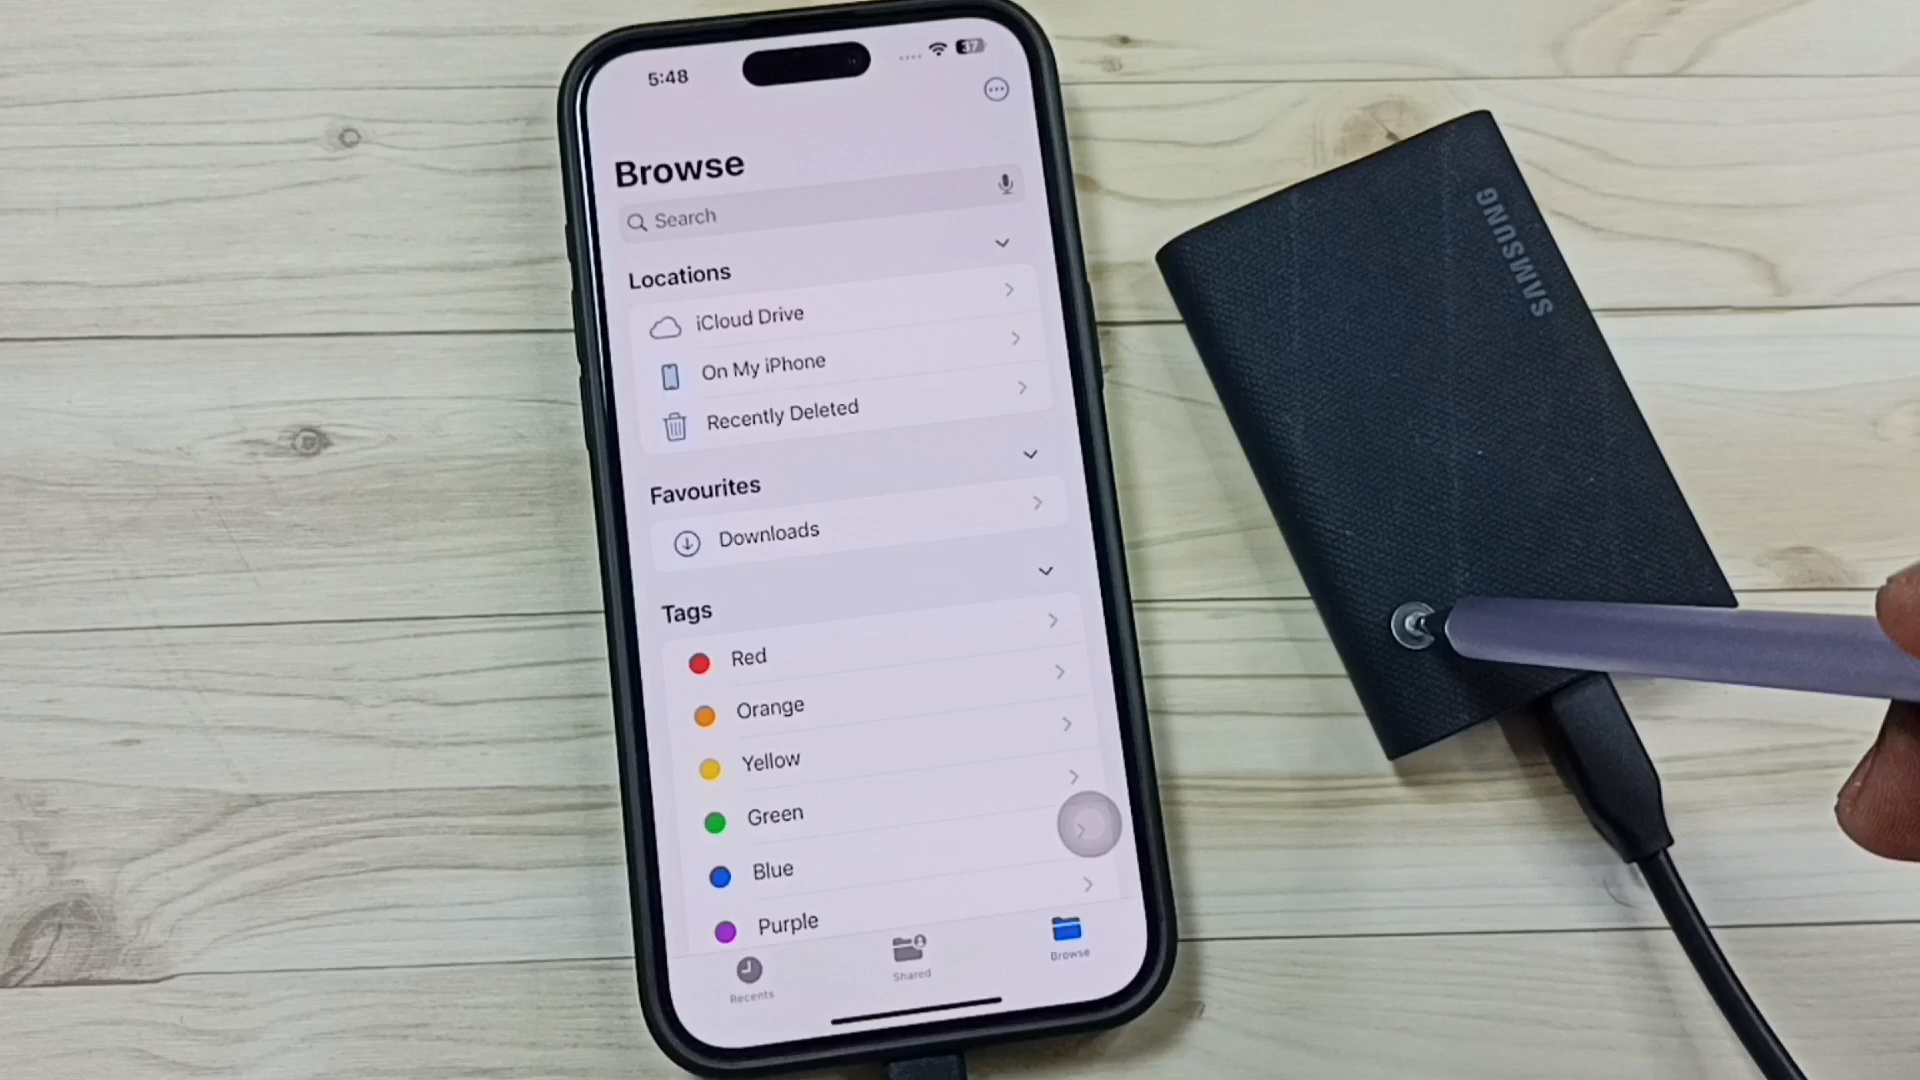 5:48
37
Browse
Search
Locations
iCloud Drive
On My iPhone
Recently Deleted
Favourites
Downloads
Tags
Red
Orange
Yellow
Green
Blue
Purple
Recents
Shared
Browse
SAMSUNG